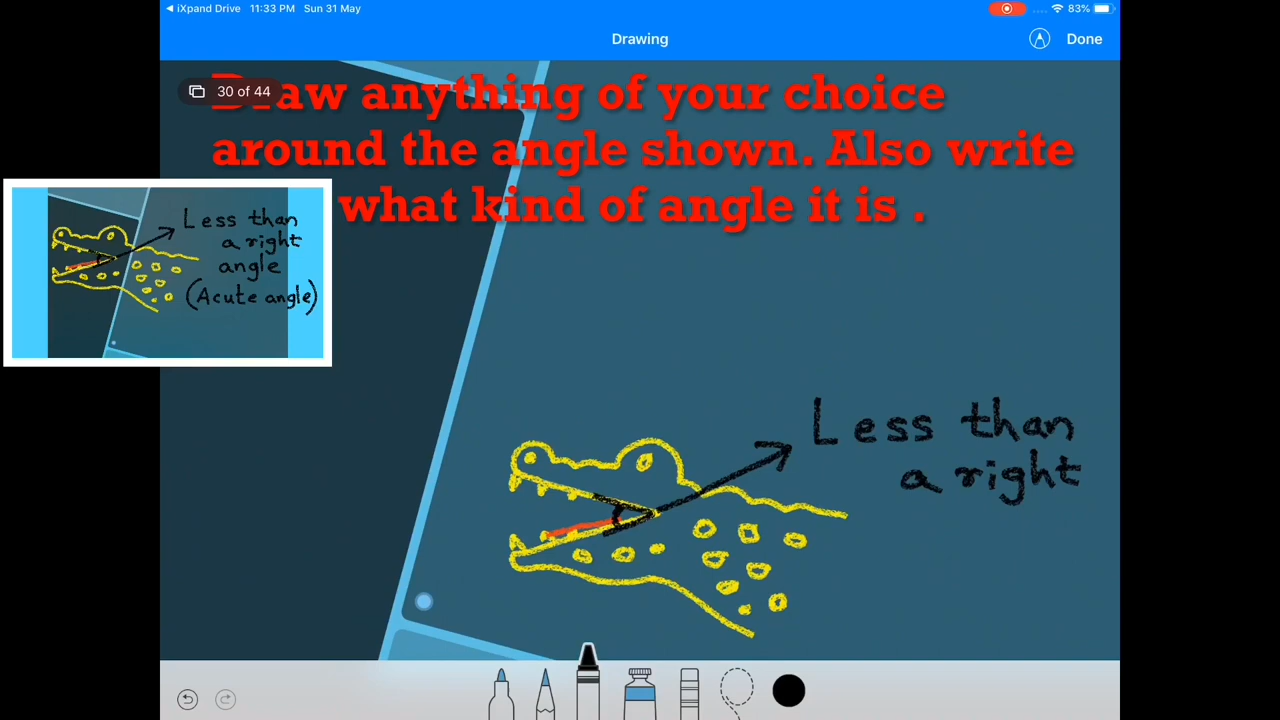 iXpand Drive 11:33 PM Sun 31 May 83%
Drawing Done
30 of 44
Draw anything of your choice
around the angle shown. Also write
what kind of angle it is .
Less than
a right
angle
(Acute angle)
Less than
a right